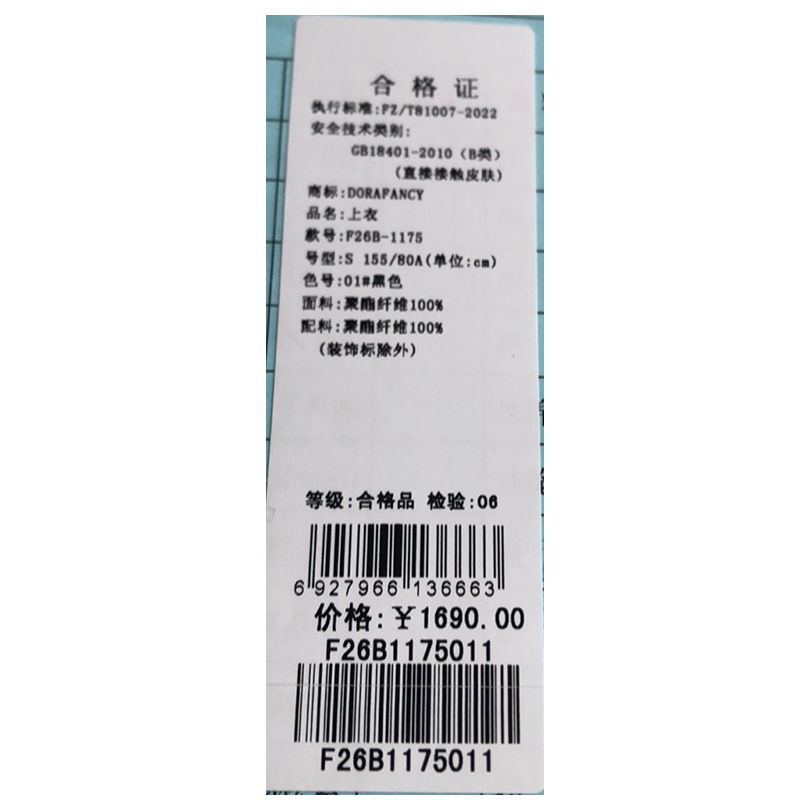 合格证
执行标准:FZ/T81007-2022
安全技术类别:
GB18401-2010(B类)
(直接接触皮肤)
商标:DORAFANCY
品名:上衣
款号:F26B-1175
号型:S 155/80A(单位:cm)
色号:01#黑色
面料:聚酯纤维100%
配料:聚酯纤维100%
(装饰标除外)
等级:合格品 检验:06
6 927966 136663
价格:￥1690.00
F26B1175011
F26B1175011